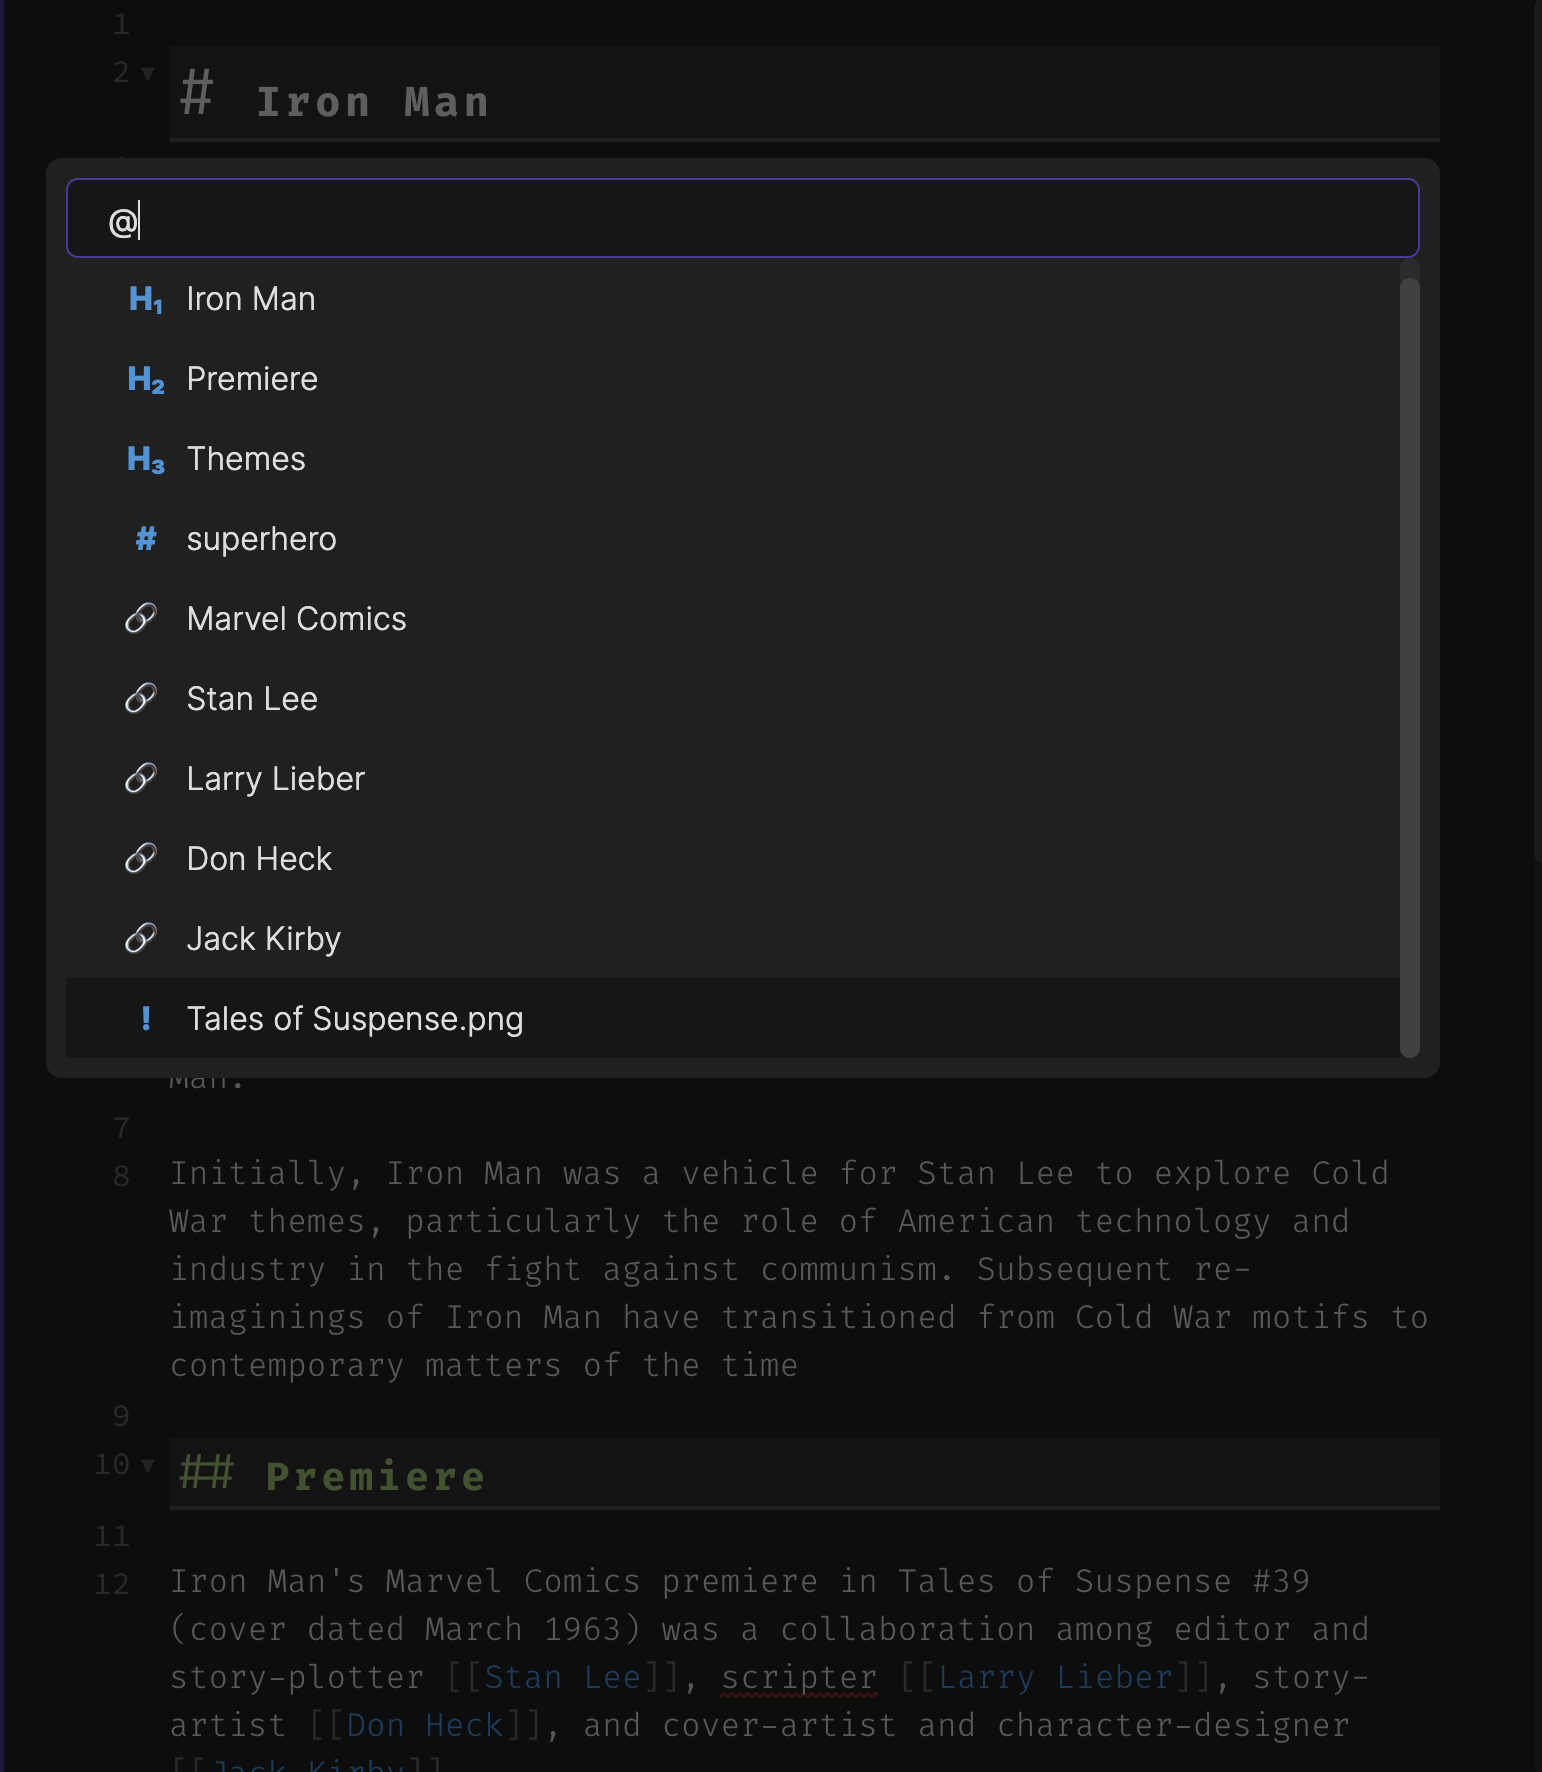 1
2 ▼ # Iron Man
@
H1 Iron Man
H2 Premiere
H3 Themes
# superhero
Marvel Comics
Stan Lee
Larry Lieber
Don Heck
Jack Kirby
! Tales of Suspense.png
Man.
7
8 Initially, Iron Man was a vehicle for Stan Lee to explore Cold
War themes, particularly the role of American technology and
industry in the fight against communism. Subsequent re-
imaginings of Iron Man have transitioned from Cold War motifs to
contemporary matters of the time
9
10 ▼ ## Premiere
11
12 Iron Man's Marvel Comics premiere in Tales of Suspense #39
(cover dated March 1963) was a collaboration among editor and
story-plotter [[Stan Lee]], scripter [[Larry Lieber]], story-
artist [[Don Heck]], and cover-artist and character-designer
[[Jack Kirby]]